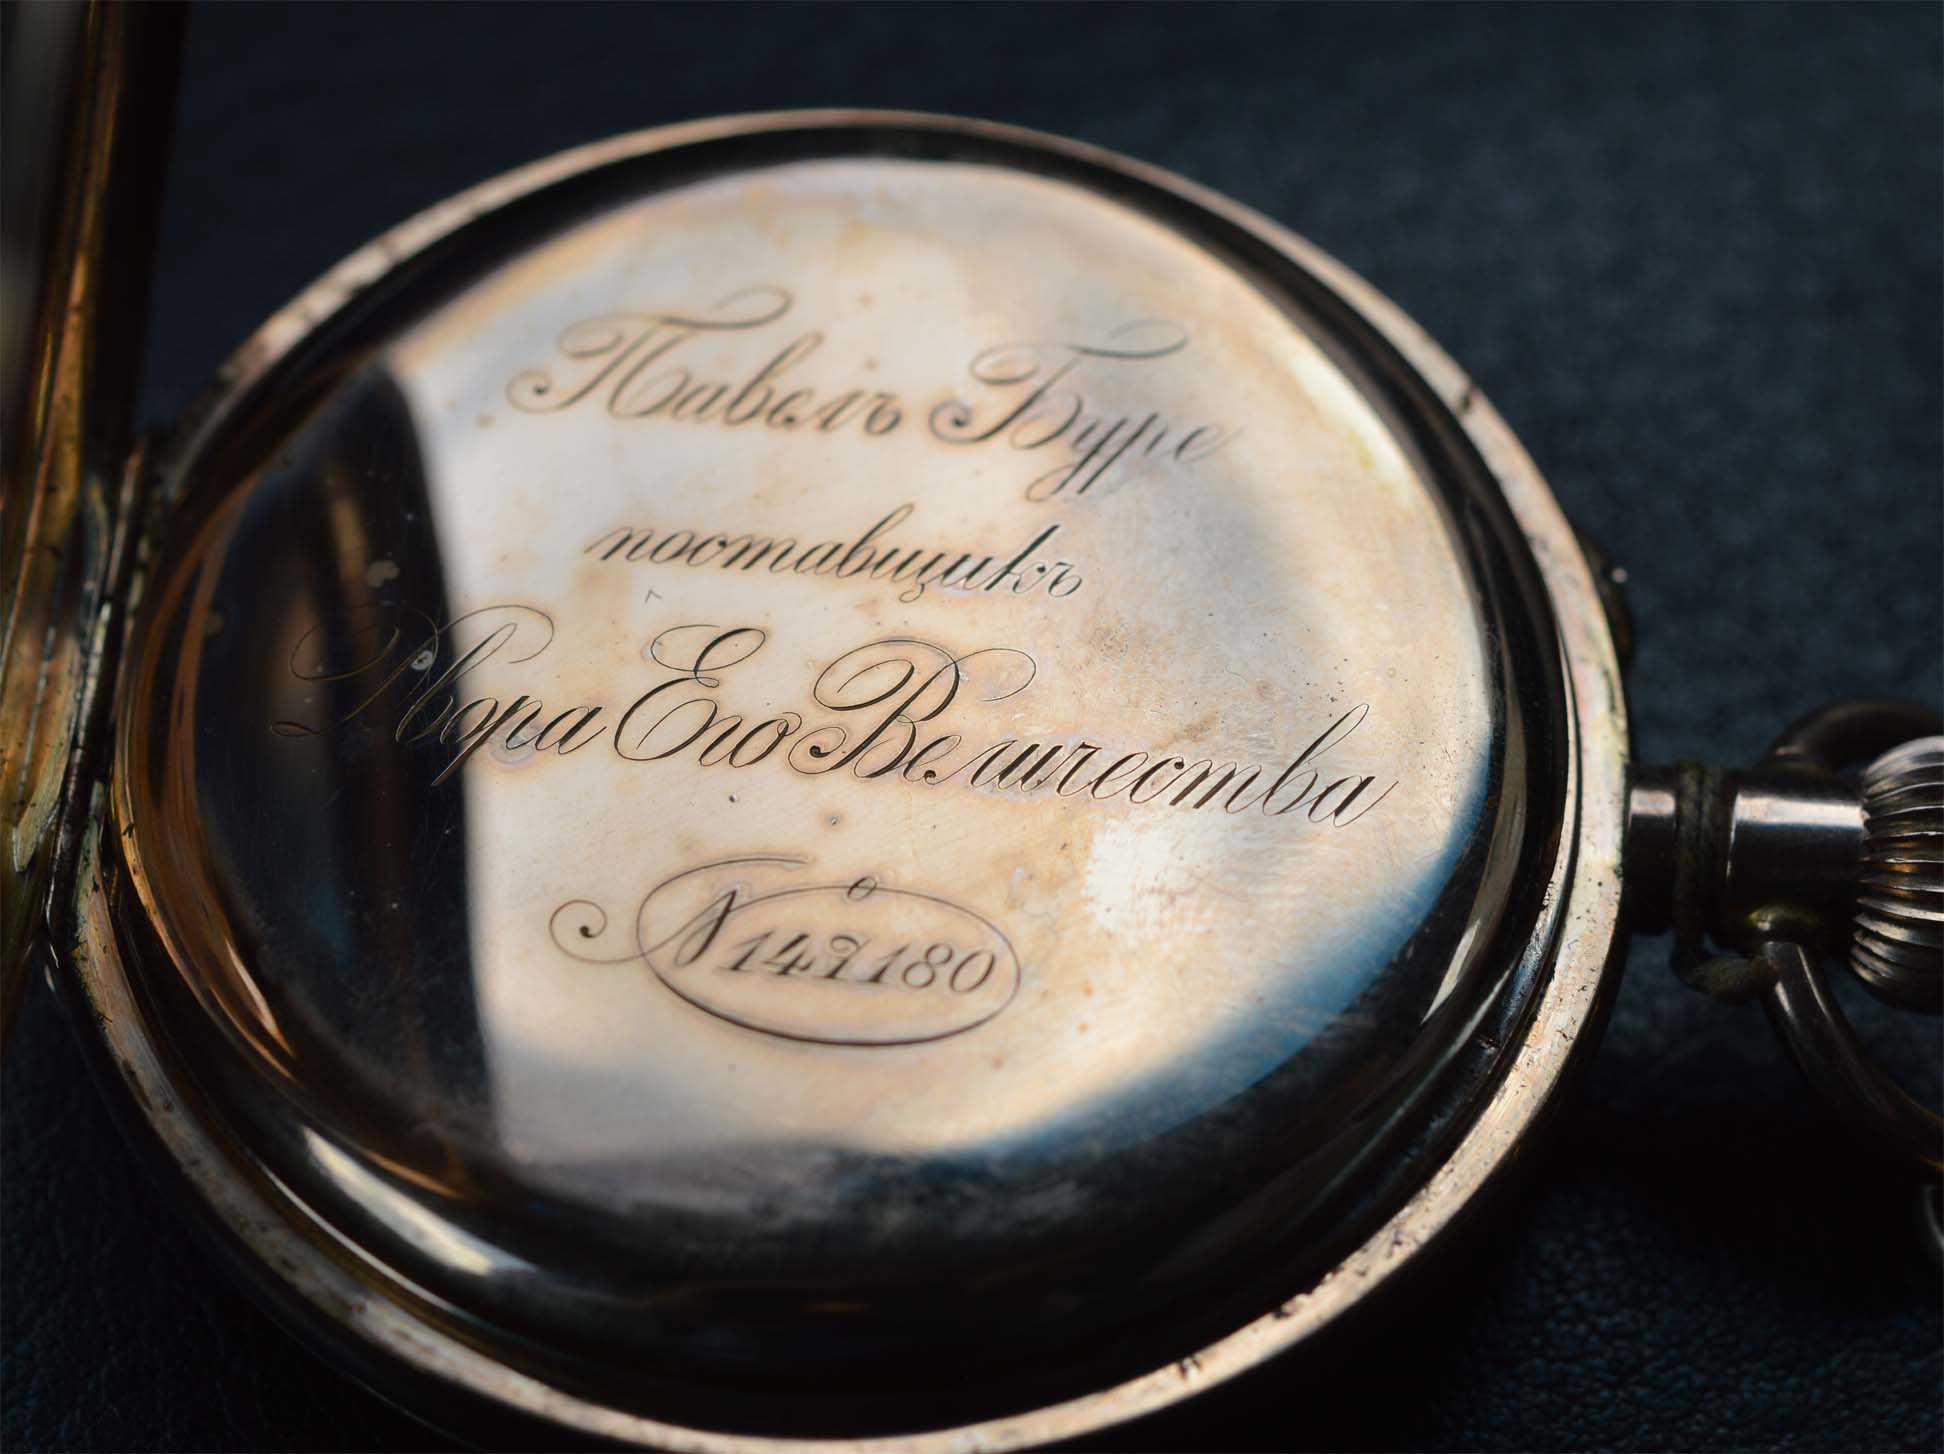 Павелъ Буре
поставщикъ
Двора Его Величества
№ 147180